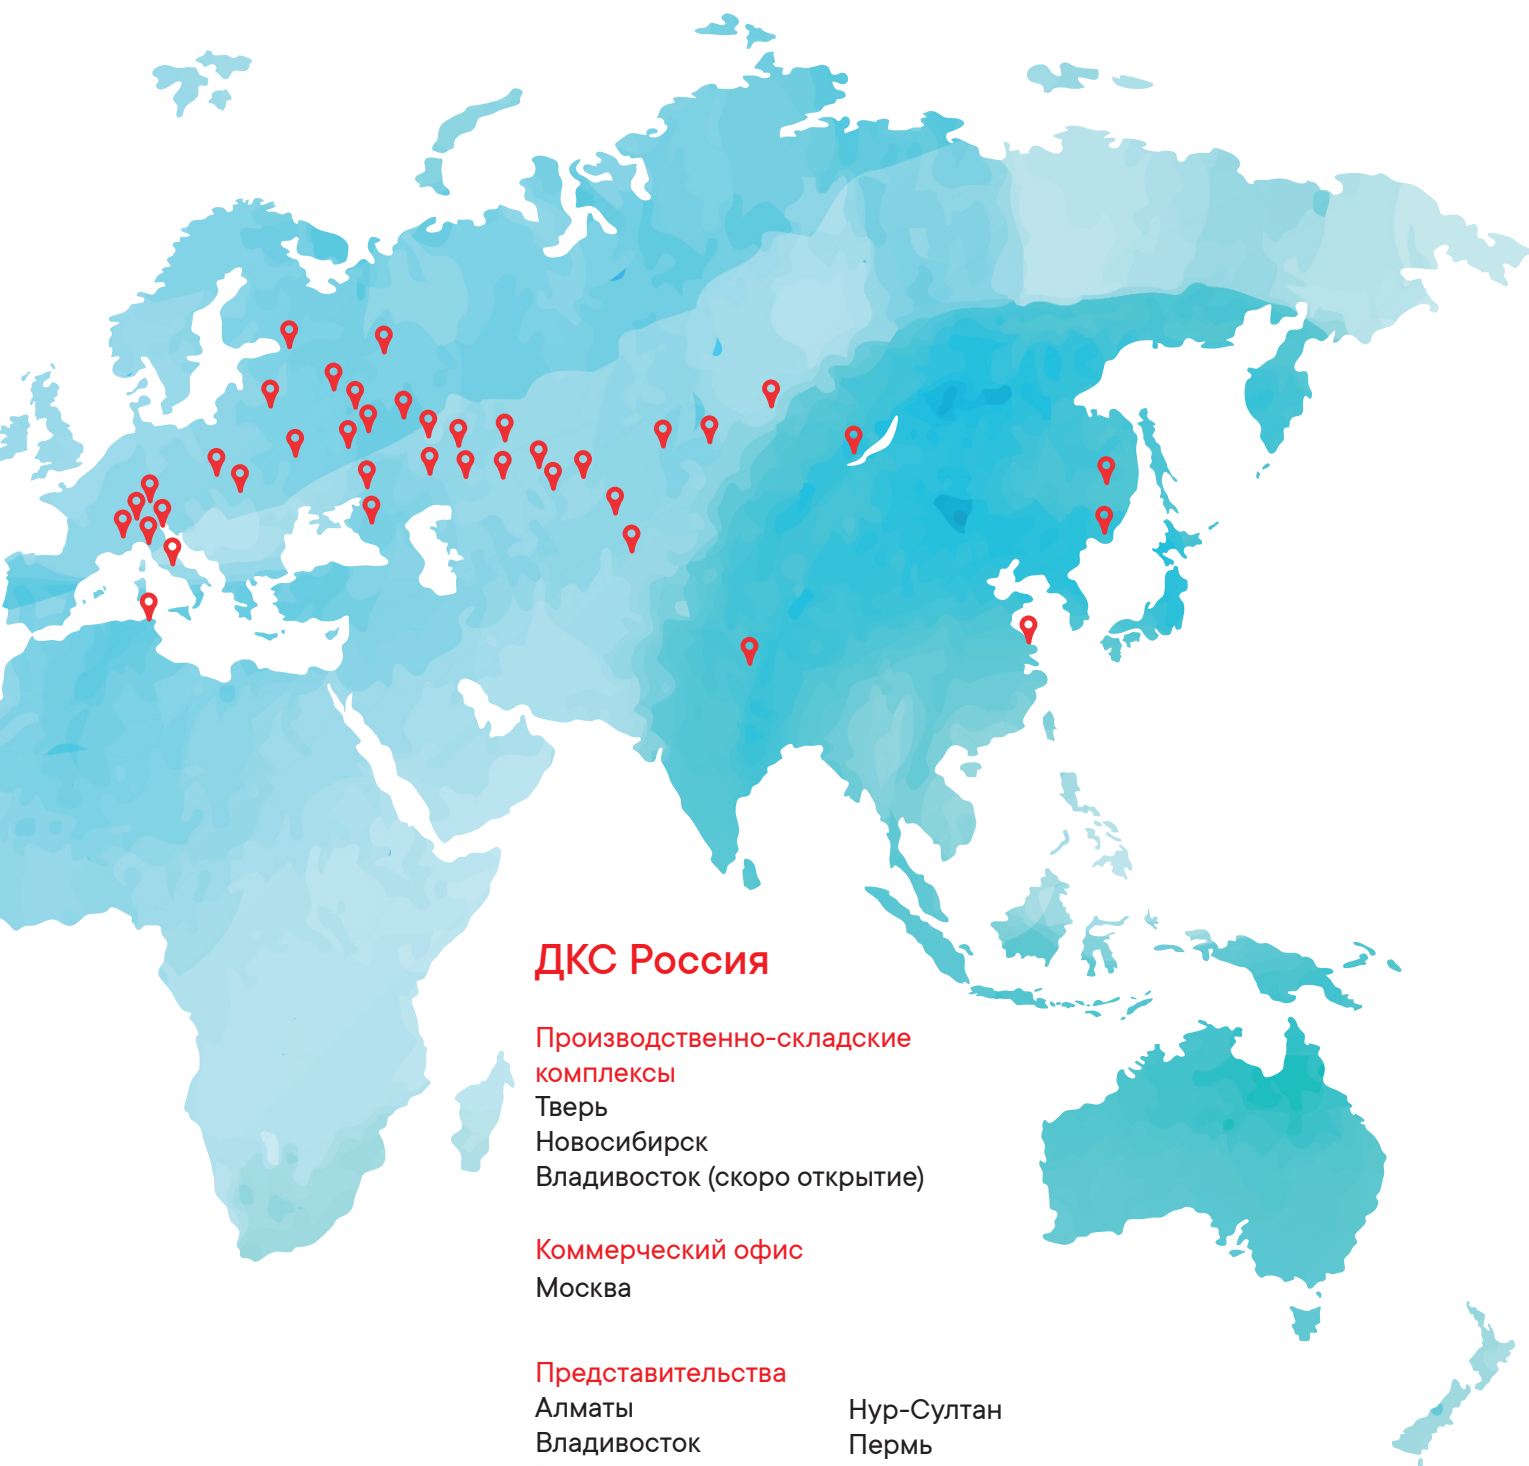 ДКС Россия
Производственно-складские
комплексы
Тверь
Новосибирск
Владивосток (скоро открытие)
Коммерческий офис
Москва
Представительства
Алматы
Владивосток
Нур-Султан
Пермь